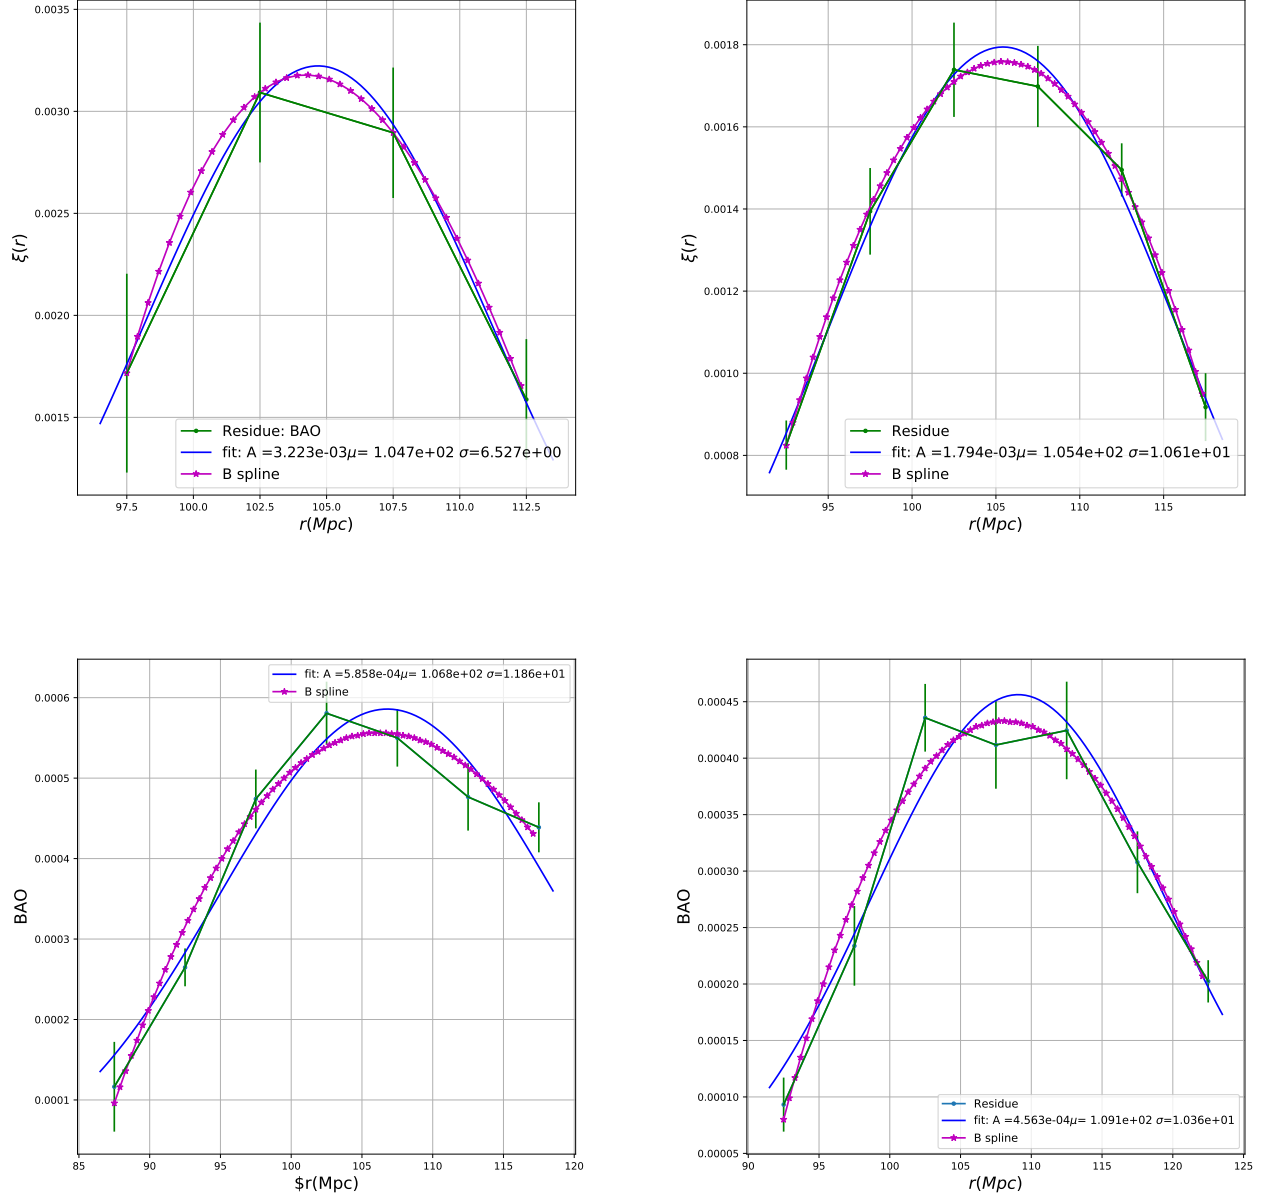 0.0035
0.0030
0.0025
0.0020
0.0015
ξ(r)
97.5 100.0 102.5 105.0 107.5 110.0 112.5
r(Mpc)
Residue: BAO
fit: A =3.223e-03μ= 1.047e+02 σ=6.527e+00
B spline
0.0018
0.0016
0.0014
0.0012
0.0010
0.0008
ξ(r)
95 100 105 110 115
r(Mpc)
Residue
fit: A =1.794e-03μ= 1.054e+02 σ=1.061e+01
B spline
0.0006
0.0005
0.0004
0.0003
0.0002
0.0001
BAO
85 90 95 100 105 110 115 120
$r(Mpc)
fit: A =5.858e-04μ= 1.068e+02 σ=1.186e+01
B spline
0.00045
0.00040
0.00035
0.00030
0.00025
0.00020
0.00015
0.00010
0.00005
BAO
90 95 100 105 110 115 120 125
r(Mpc)
Residue
fit: A =4.563e-04μ= 1.091e+02 σ=1.036e+01
B spline